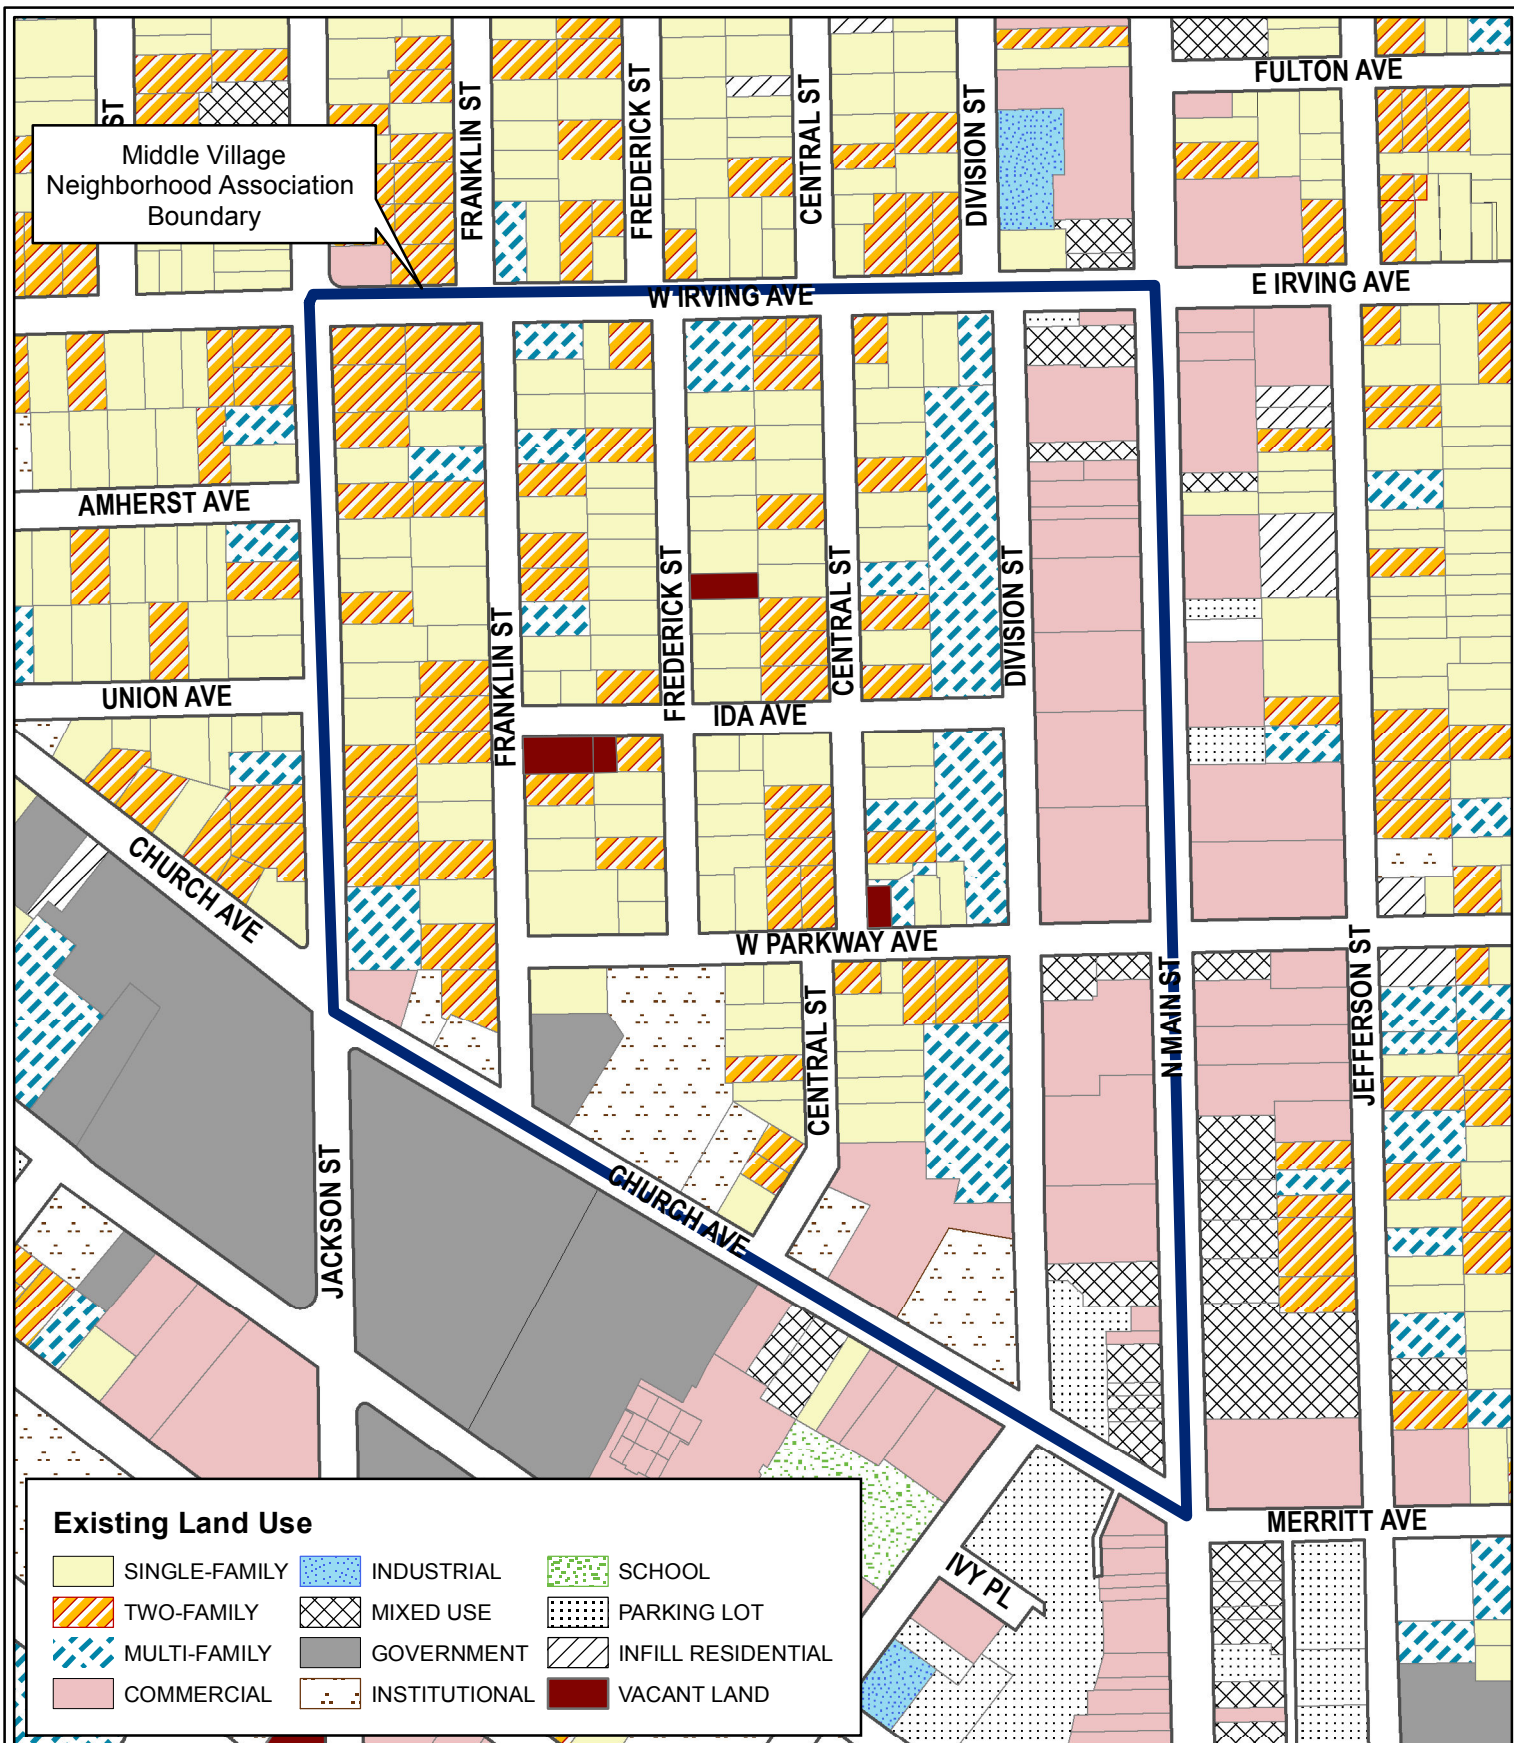 FULTON AVE
ST
FRANKLIN ST
FREDERICK ST
CENTRAL ST
DIVISION ST
Middle Village
Neighborhood Association
Boundary
W IRVING AVE
E IRVING AVE
AMHERST AVE
UNION AVE
FRANKLIN ST
FREDERICK ST
CENTRAL ST
DIVISION ST
IDA AVE
CHURCH AVE
W PARKWAY AVE
CENTRAL ST
N MAIN ST
JEFFERSON ST
JACKSON ST
CHURCH AVE
MERRITT AVE
IVY PL
Existing Land Use
SINGLE-FAMILY
TWO-FAMILY
MULTI-FAMILY
COMMERCIAL
INDUSTRIAL
MIXED USE
GOVERNMENT
INSTITUTIONAL
SCHOOL
PARKING LOT
INFILL RESIDENTIAL
VACANT LAND